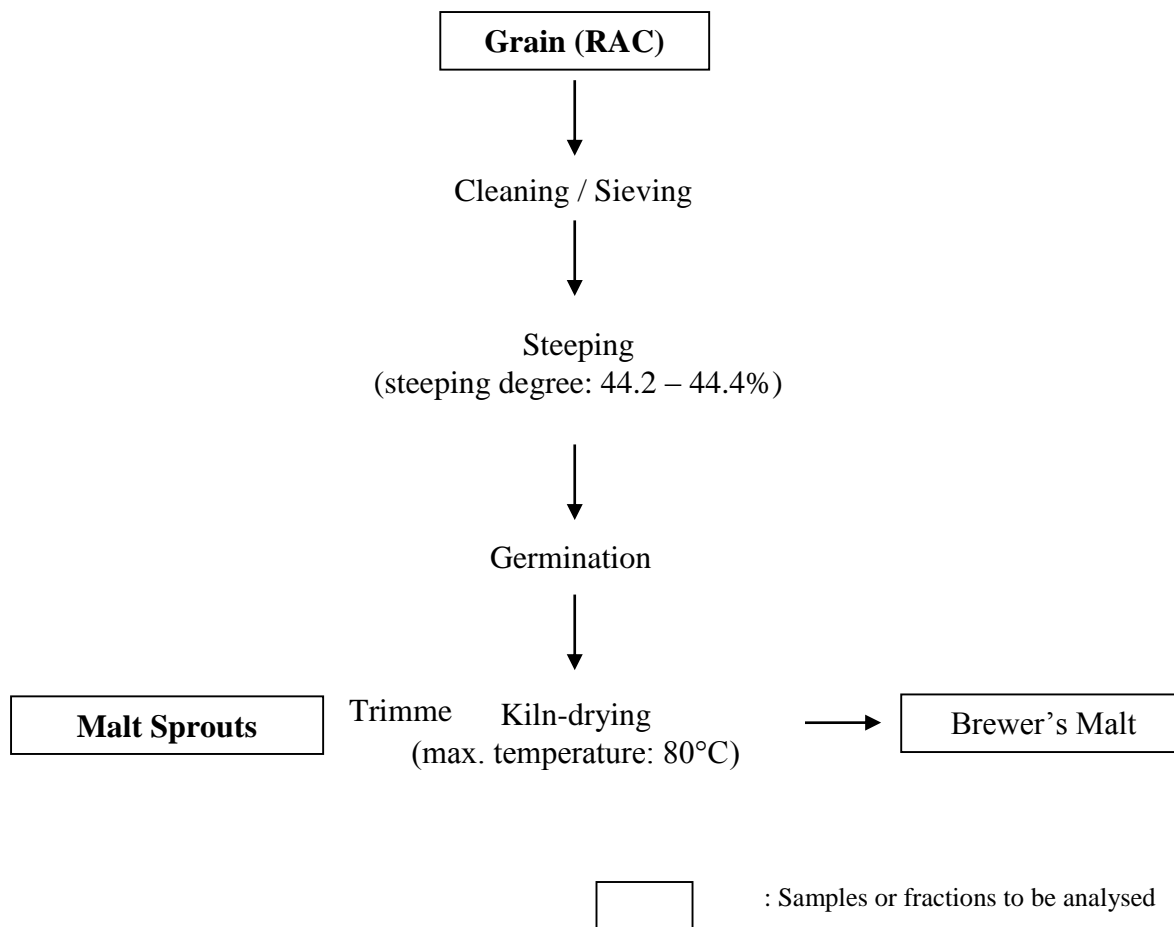 Grain (RAC)
Cleaning / Sieving
Steeping
(steeping degree: 44.2 – 44.4%)
Germination
Malt Sprouts
Trimme
Kiln-drying
(max. temperature: 80°C)
Brewer’s Malt
: Samples or fractions to be analysed